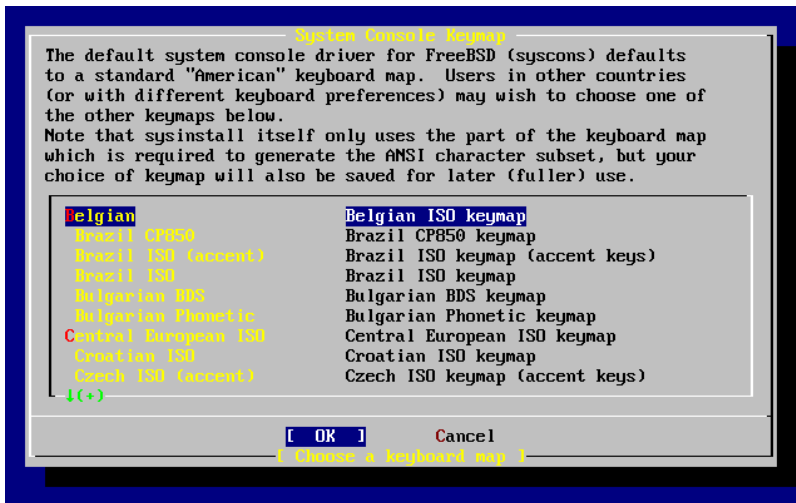 System Console Keymap
The default system console driver for FreeBSD (syscons) defaults
to a standard "American" keyboard map.  Users in other countries
(or with different keyboard preferences) may wish to choose one of
the other keymaps below.
Note that sysinstall itself only uses the part of the keyboard map
which is required to generate the ANSI character subset, but your
choice of keymap will also be saved for later (fuller) use.
Belgian Belgian ISO keymap
Brazil CP850 Brazil CP850 keymap
Brazil ISO (accent) Brazil ISO keymap (accent keys)
Brazil ISO Brazil ISO keymap
Bulgarian BDS Bulgarian BDS keymap
Bulgarian Phonetic Bulgarian Phonetic keymap
Central European ISO Central European ISO keymap
Croatian ISO Croatian ISO keymap
Czech ISO (accent) Czech ISO keymap (accent keys)
↓(+)
[ OK ] Cancel
[ Choose a keyboard map ]